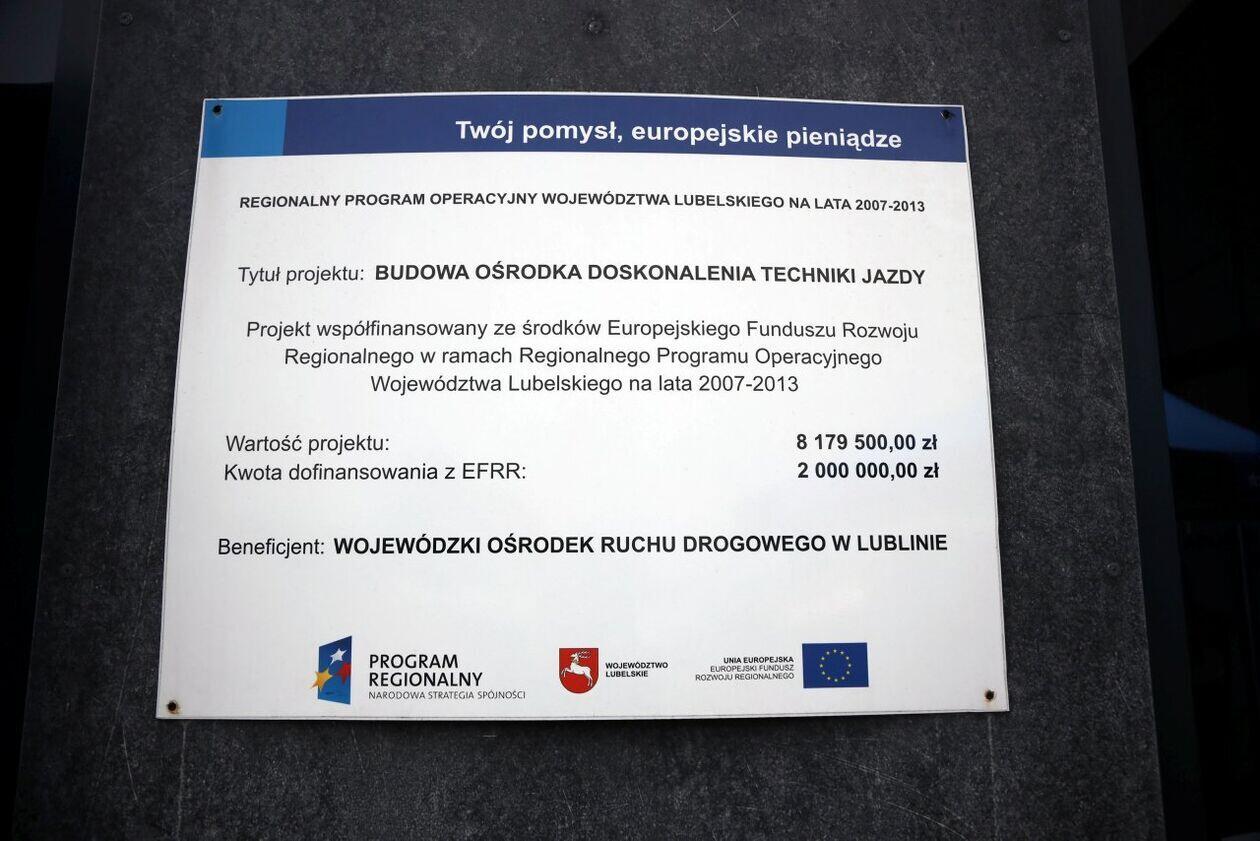 Twój pomysł, europejskie pieniądze
REGIONALNY PROGRAM OPERACYJNY WOJEWÓDZTWA LUBELSKIEGO NA LATA 2007-2013
Tytuł projektu: BUDOWA OŚRODKA DOSKONALENIA TECHNIKI JAZDY
Projekt współfinansowany ze środków Europejskiego Funduszu Rozwoju
Regionalnego w ramach Regionalnego Programu Operacyjnego
Województwa Lubelskiego na lata 2007-2013
Wartość projektu: 8 179 500,00 zł
Kwota dofinansowania z EFRR: 2 000 000,00 zł
Beneficjent: WOJEWÓDZKI OŚRODEK RUCHU DROGOWEGO W LUBLINIE
PROGRAM
REGIONALNY
NARODOWA STRATEGIA SPÓJNOŚCI
WOJEWÓDZTWO
LUBELSKIE
UNIA EUROPEJSKA
EUROPEJSKI FUNDUSZ
ROZWOJU REGIONALNEGO